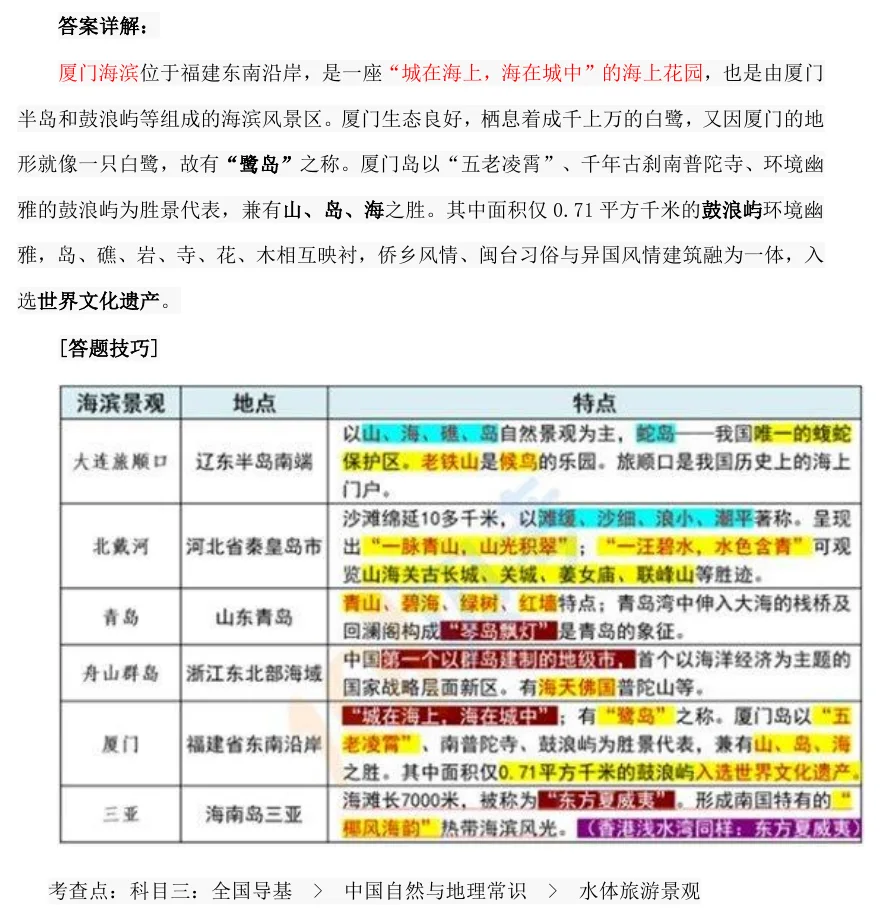 答案详解：
厦门海滨位于福建东南沿岸，是一座“城在海上，海在城中”的海上花园，也是由厦门
半岛和鼓浪屿等组成的海滨风景区。厦门生态良好，栖息着成千上万的白鹭，又因厦门的地
形就像一只白鹭，故有“鹭岛”之称。厦门岛以“五老凌霄”、千年古刹南普陀寺、环境幽
雅的鼓浪屿为胜景代表，兼有山、岛、海之胜。其中面积仅 0.71 平方千米的鼓浪屿环境幽
雅，岛、礁、岩、寺、花、木相互映衬，侨乡风情、闽台习俗与异国风情建筑融为一体，入
选世界文化遗产。
[答题技巧]
海滨景观 地点 特点
大连旅顺口 辽东半岛南端 以山、海、礁、岛自然景观为主，蛇岛——我国唯一的蝮蛇
保护区。老铁山是候鸟的乐园。旅顺口是我国历史上的海上
门户。
北戴河 河北省秦皇岛市 沙滩绵延10多千米，以滩缓、沙细、浪小、潮平著称。呈现
出“一脉青山，山光积翠”；“一汪碧水，水色含青”可观
览山海关古长城、关城、姜女庙、联峰山等胜迹。
青岛 山东青岛 青山、碧海、绿树、红墙特点；青岛湾中伸入大海的栈桥及
回澜阁构成“琴岛飘灯”是青岛的象征。
舟山群岛 浙江东北部海域 中国第一个以群岛建制的地级市，首个以海洋经济为主题的
国家战略层面新区。有海天佛国普陀山等。
厦门 福建省东南沿岸 “城在海上，海在城中”；有“鹭岛”之称。厦门岛以“五
老凌霄”、南普陀寺、鼓浪屿为胜景代表，兼有山、岛、海
之胜。其中面积仅0.71平方千米的鼓浪屿入选世界文化遗产。
三亚 海南岛三亚 海滩长7000米，被称为“东方夏威夷”。形成南国特有的“
椰风海韵”热带海滨风光。（香港浅水湾同样：东方夏威夷）
考查点：科目三：全国导基 > 中国自然与地理常识 > 水体旅游景观